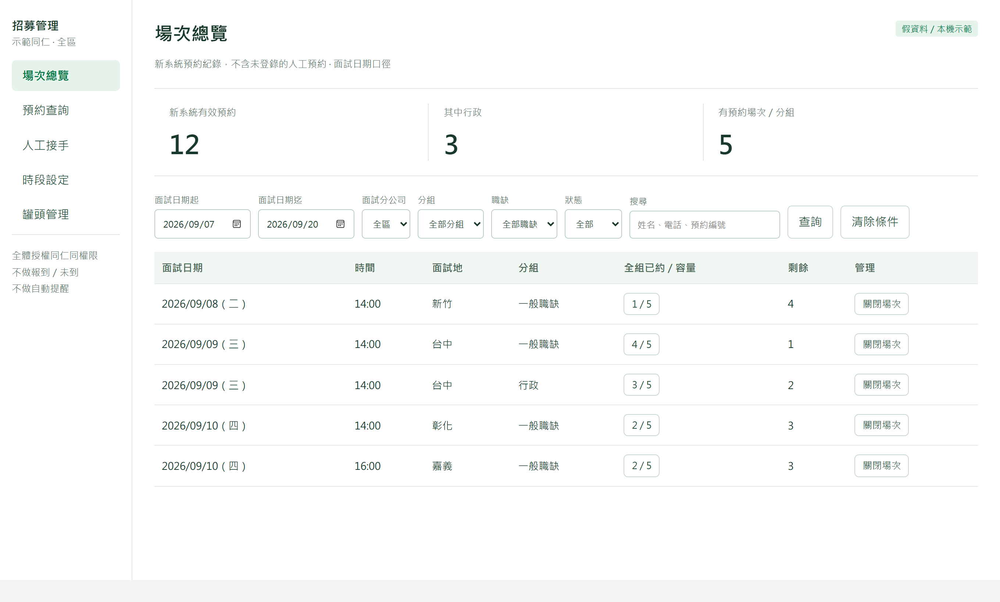 招募管理
示範同仁 · 全區
場次總覽
預約查詢
人工接手
時段設定
罐頭管理
全體授權同仁同權限
不做報到 / 未到
不做自動提醒
場次總覽
假資料 / 本機示範
新系統預約紀錄，不含未登錄的人工預約 · 面試日期口徑
新系統有效預約 其中行政 有預約場次 / 分組
12 3 5
面試日期起 面試日期迄 面試分公司 分組 職缺 狀態 搜尋
2026/09/07 2026/09/20 全區 全部分組 全部職缺 全部 姓名、電話、預約編號 查詢 清除條件
面試日期 時間 面試地 分組 全組已約 / 容量 剩餘 管理
2026/09/08（二） 14:00 新竹 一般職缺 1 / 5 4 關閉場次
2026/09/09（三） 14:00 台中 一般職缺 4 / 5 1 關閉場次
2026/09/09（三） 14:00 台中 行政 3 / 5 2 關閉場次
2026/09/10（四） 14:00 彰化 一般職缺 2 / 5 3 關閉場次
2026/09/10（四） 16:00 嘉義 一般職缺 2 / 5 3 關閉場次